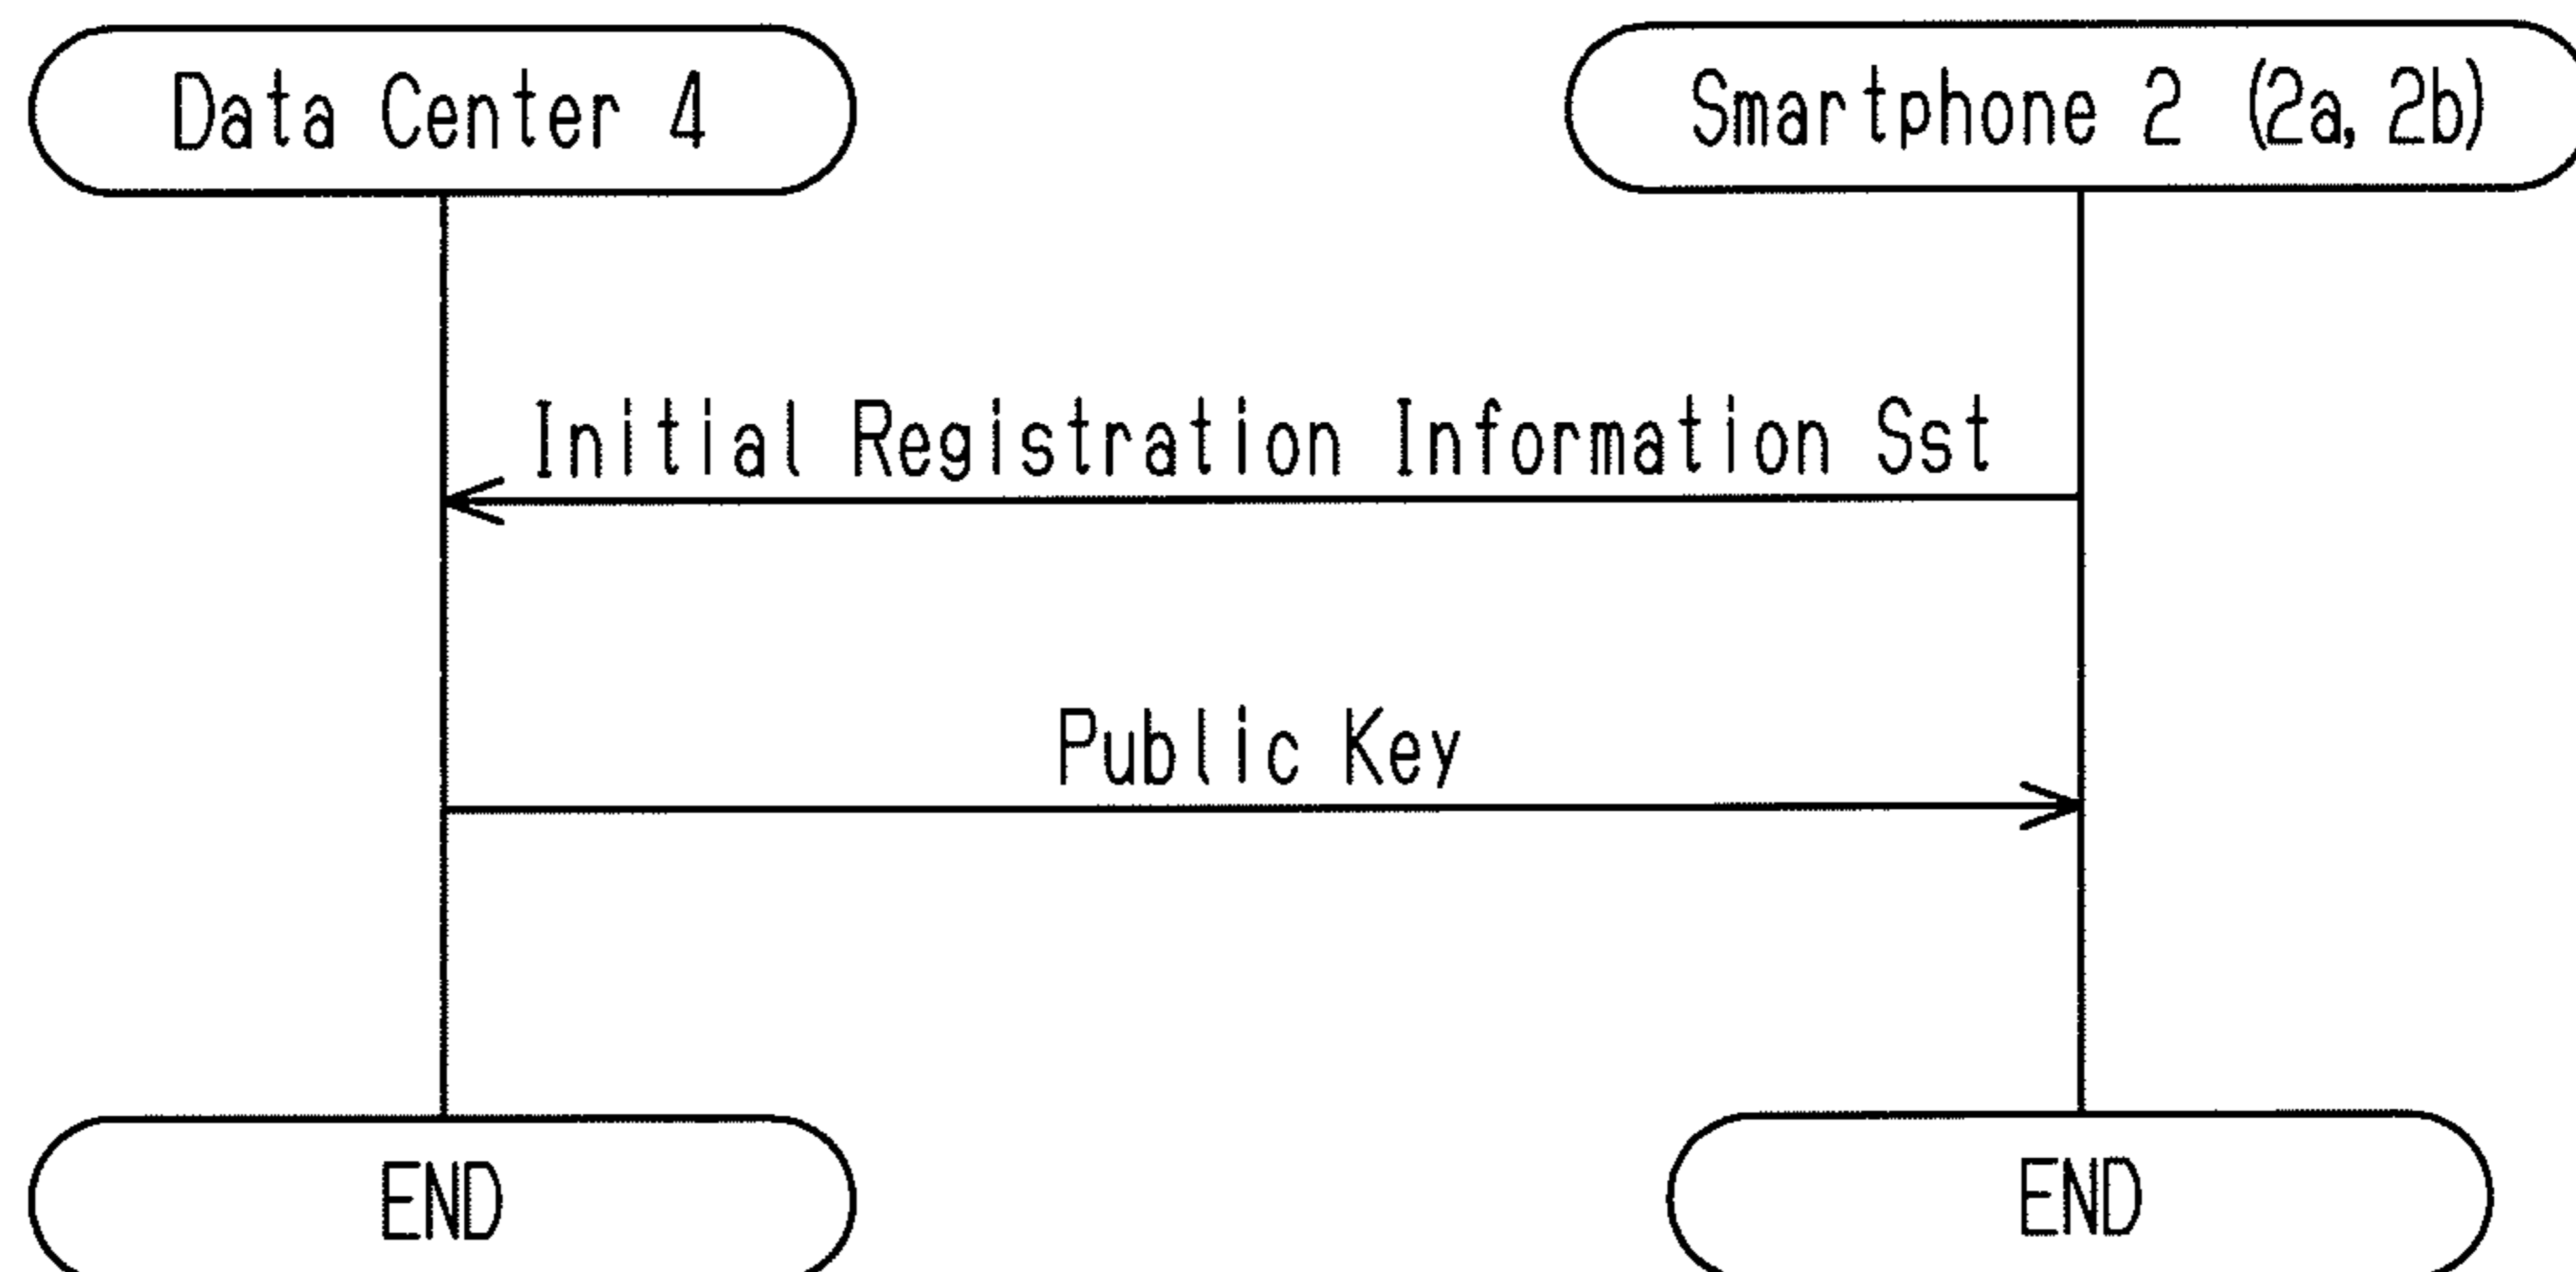 Data Center 4
Smartphone 2 (2a, 2b)
Initial Registration Information Sst
Public Key
END
END